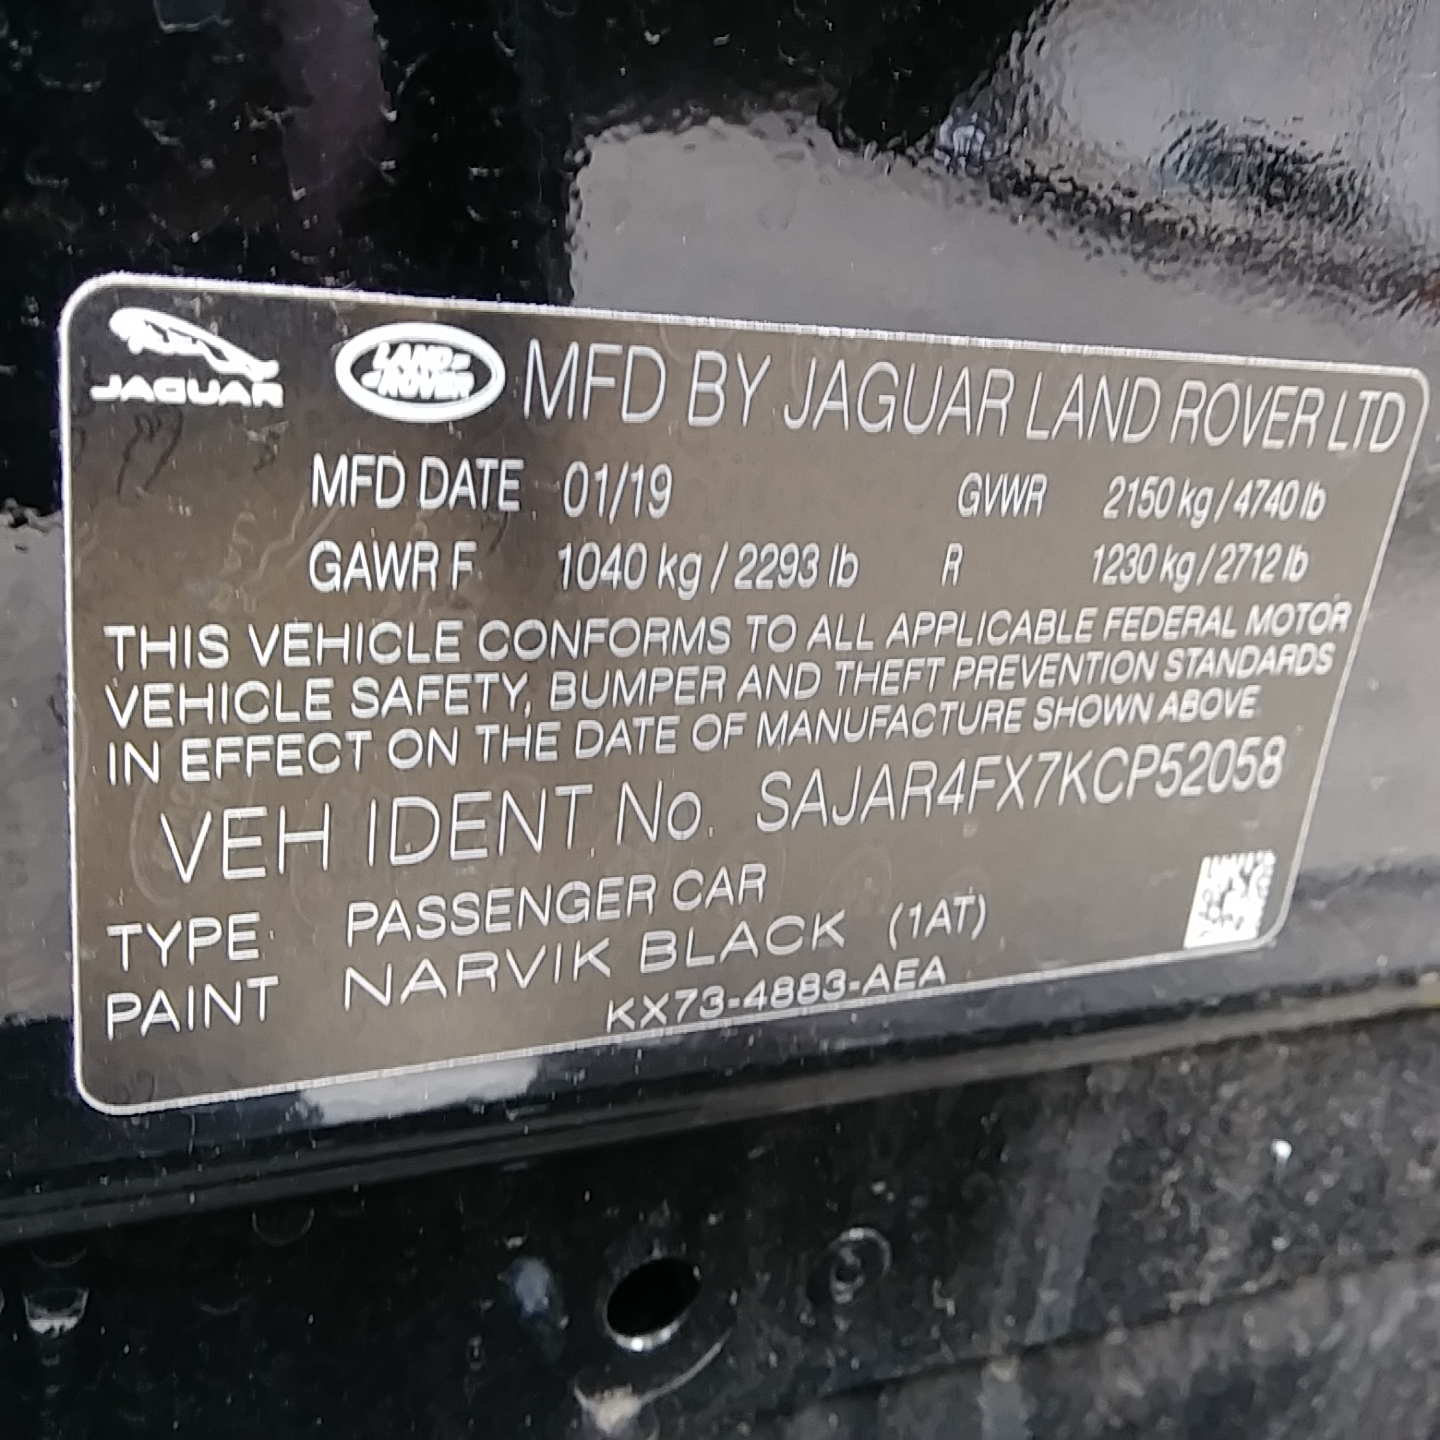 JAGUAR LAND ROVER MFD BY JAGUAR LAND ROVER LTD
MFD DATE 01/19 GVWR 2150 kg / 4740 lb
GAWR F 1040 kg / 2293 lb R 1230 kg / 2712 lb
THIS VEHICLE CONFORMS TO ALL APPLICABLE FEDERAL MOTOR
VEHICLE SAFETY, BUMPER AND THEFT PREVENTION STANDARDS
IN EFFECT ON THE DATE OF MANUFACTURE SHOWN ABOVE
VEH IDENT No. SAJAR4FX7KCP52058
TYPE PASSENGER CAR
PAINT NARVIK BLACK (1AT)
KX73-4883-AEA